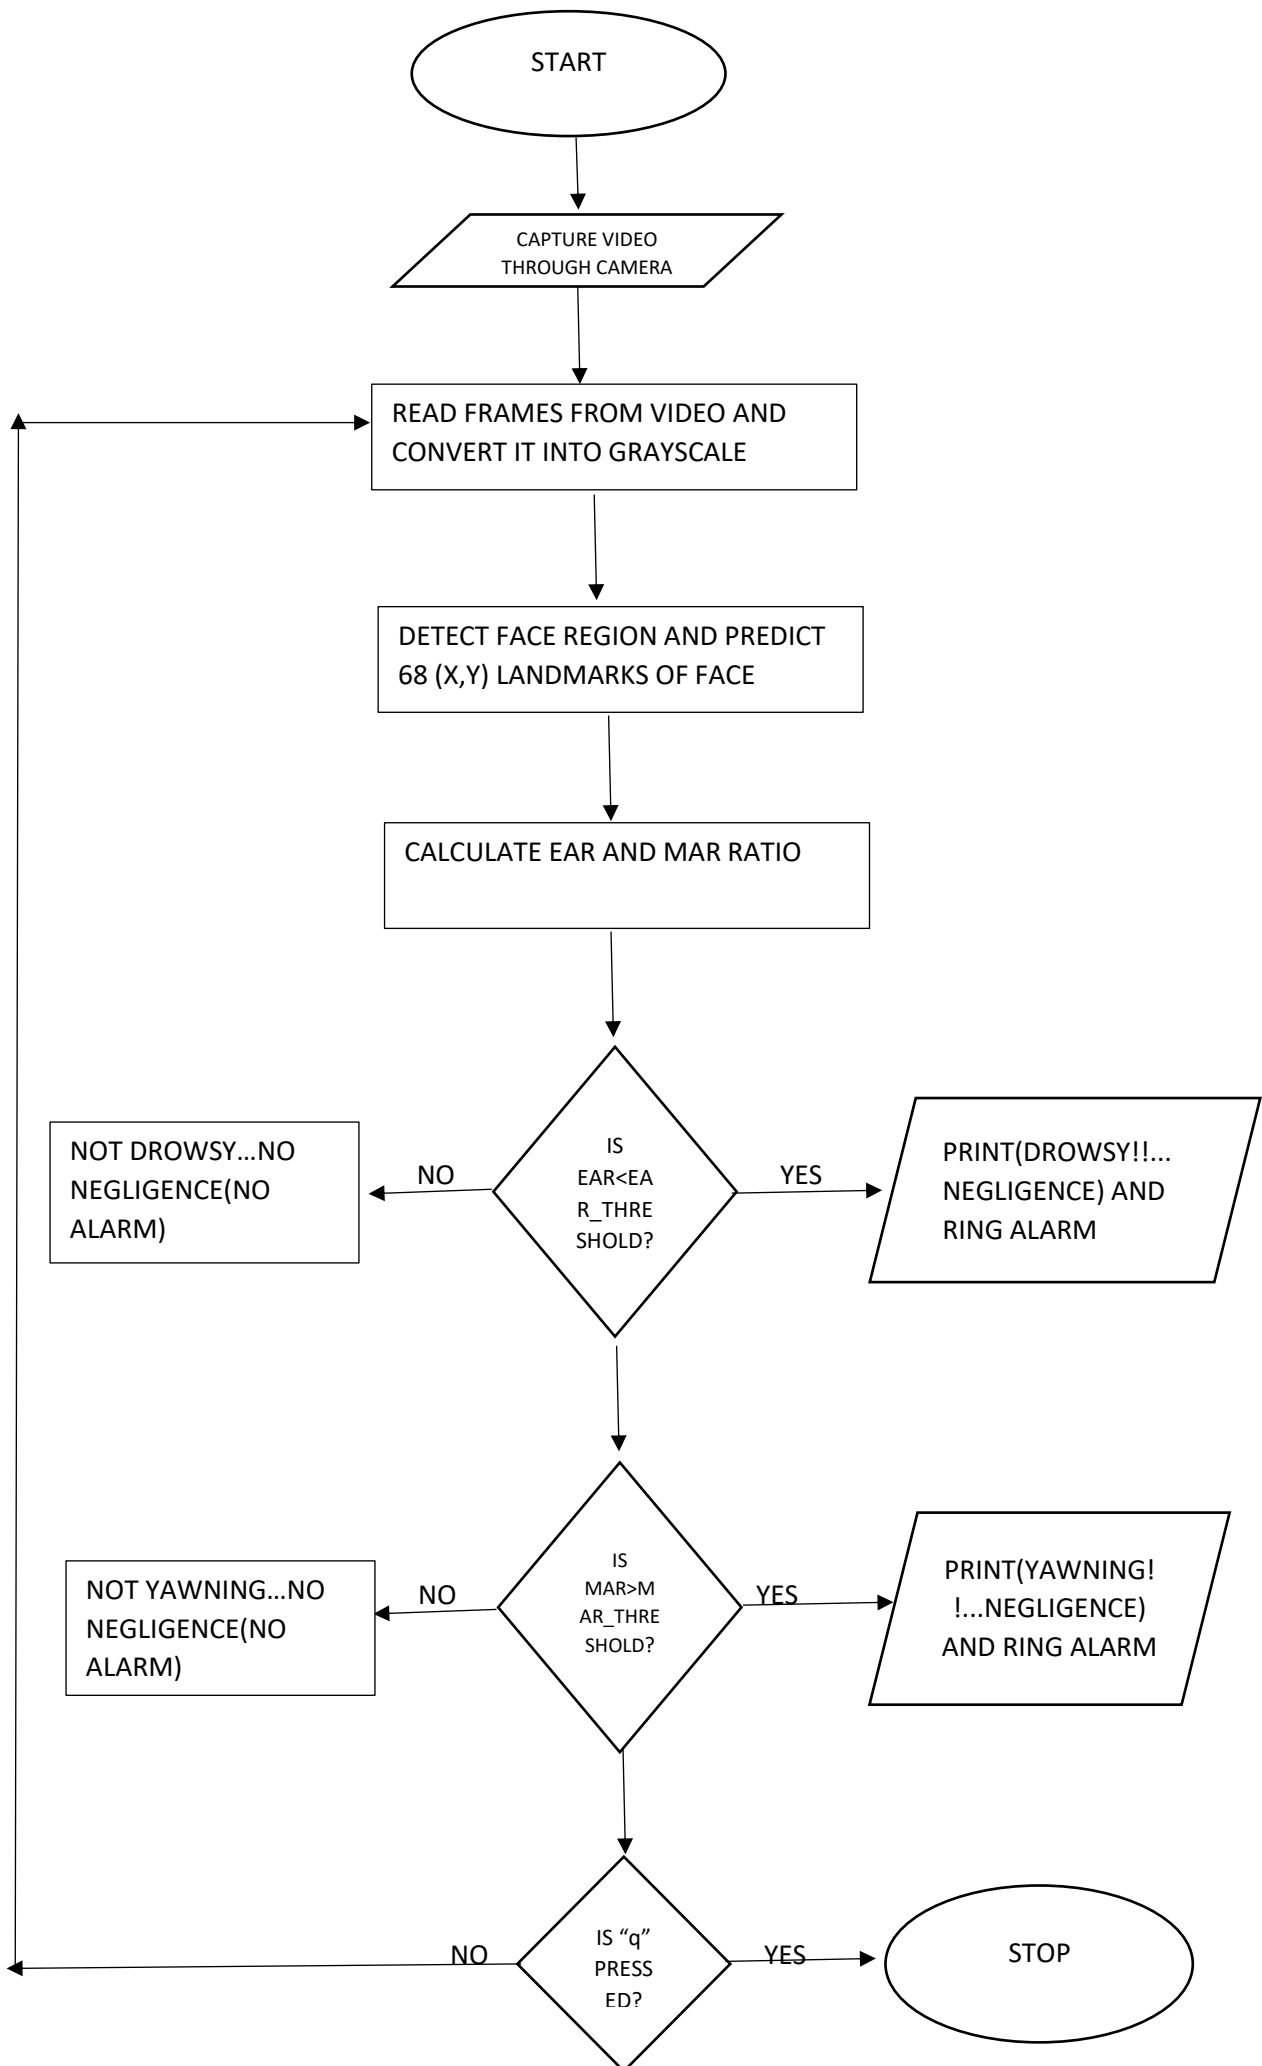 START
CAPTURE VIDEO
THROUGH CAMERA
READ FRAMES FROM VIDEO AND
CONVERT IT INTO GRAYSCALE
DETECT FACE REGION AND PREDICT
68 (X,Y) LANDMARKS OF FACE
CALCULATE EAR AND MAR RATIO
NOT DROWSY...NO
NEGLIGENCE(NO
ALARM)
NO
IS
EAR<EA
R_THRE
SHOLD?
YES
PRINT(DROWSY!!...
NEGLIGENCE) AND
RING ALARM
NOT YAWNING...NO
NEGLIGENCE(NO
ALARM)
NO
IS
MAR>M
AR_THRE
SHOLD?
YES
PRINT(YAWNING!
!...NEGLIGENCE)
AND RING ALARM
NO
IS “q”
PRESS
ED?
YES
STOP